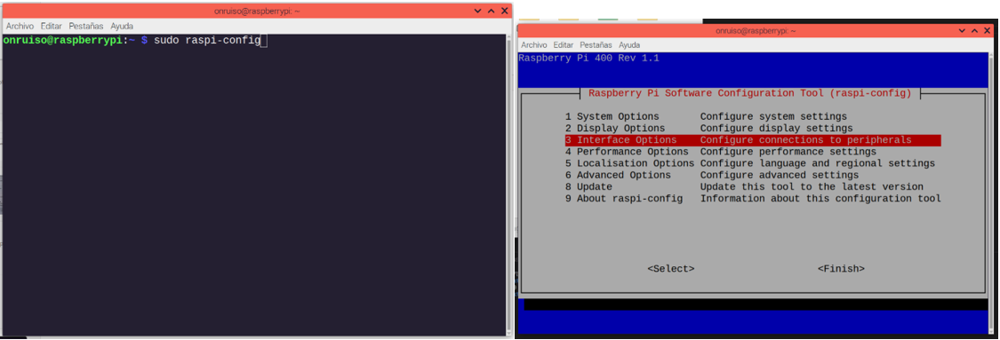 onruiso@raspberrypi: ~
Archivo Editar Pestañas Ayuda
onruiso@raspberrypi:~ $ sudo raspi-config
onruiso@raspberrypi: ~
Archivo Editar Pestañas Ayuda
Raspberry Pi 400 Rev 1.1
Raspberry Pi Software Configuration Tool (raspi-config)
1 System Options Configure system settings
2 Display Options Configure display settings
3 Interface Options Configure connections to peripherals
4 Performance Options Configure performance settings
5 Localisation Options Configure language and regional settings
6 Advanced Options Configure advanced settings
8 Update Update this tool to the latest version
9 About raspi-config Information about this configuration tool
<Select> <Finish>